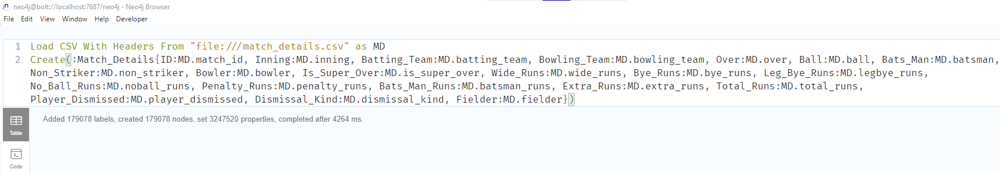 neo4j@bolt://localhost:7687/neo4j - Neo4j Browser
File Edit View Window Help Developer
1 Load CSV With Headers From "file:///match_details.csv" as MD
2 Create(:Match_Details{ID:MD.match_id, Inning:MD.inning, Batting_Team:MD.batting_team, Bowling_Team:MD.bowling_team, Over:MD.over, Ball:MD.ball, Bats_Man:MD.batsman,
Non_Striker:MD.non_striker, Bowler:MD.bowler, Is_Super_Over:MD.is_super_over, Wide_Runs:MD.wide_runs, Bye_Runs:MD.bye_runs, Leg_Bye_Runs:MD.legbye_runs,
No_Ball_Runs:MD.noball_runs, Penalty_Runs:MD.penalty_runs, Bats_Man_Runs:MD.batsman_runs, Extra_Runs:MD.extra_runs, Total_Runs:MD.total_runs,
Player_Dismissed:MD.player_dismissed, Dismissal_Kind:MD.dismissal_kind, Fielder:MD.fielder})
Added 179078 labels, created 179078 nodes, set 3247520 properties, completed after 4264 ms.
Table
Code